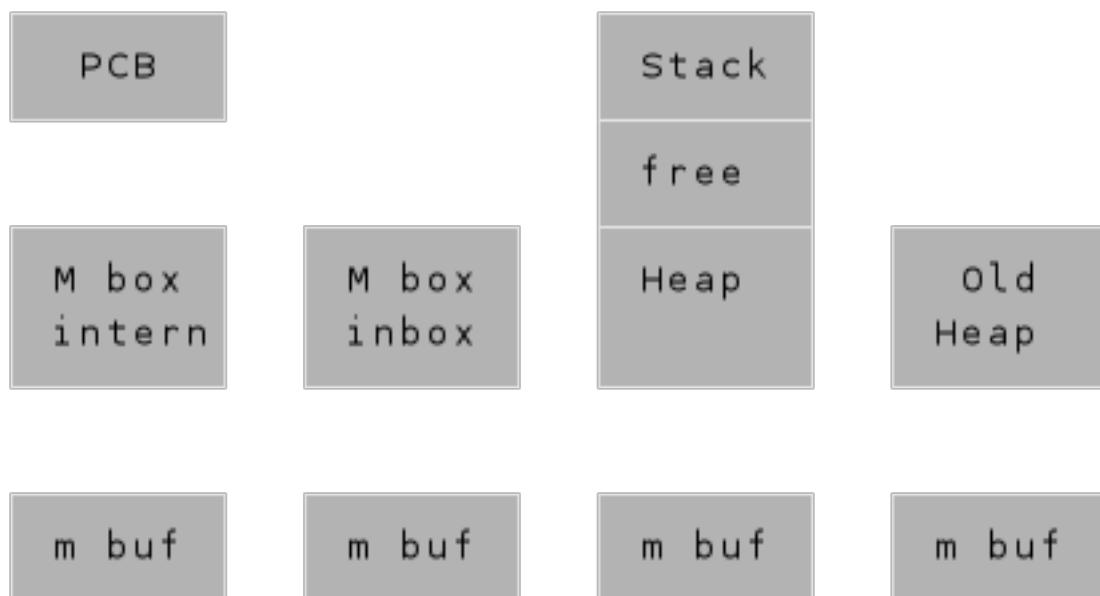 PCB
Stack
free
M box
intern
M box
inbox
Heap
Old
Heap
m buf
m buf
m buf
m buf